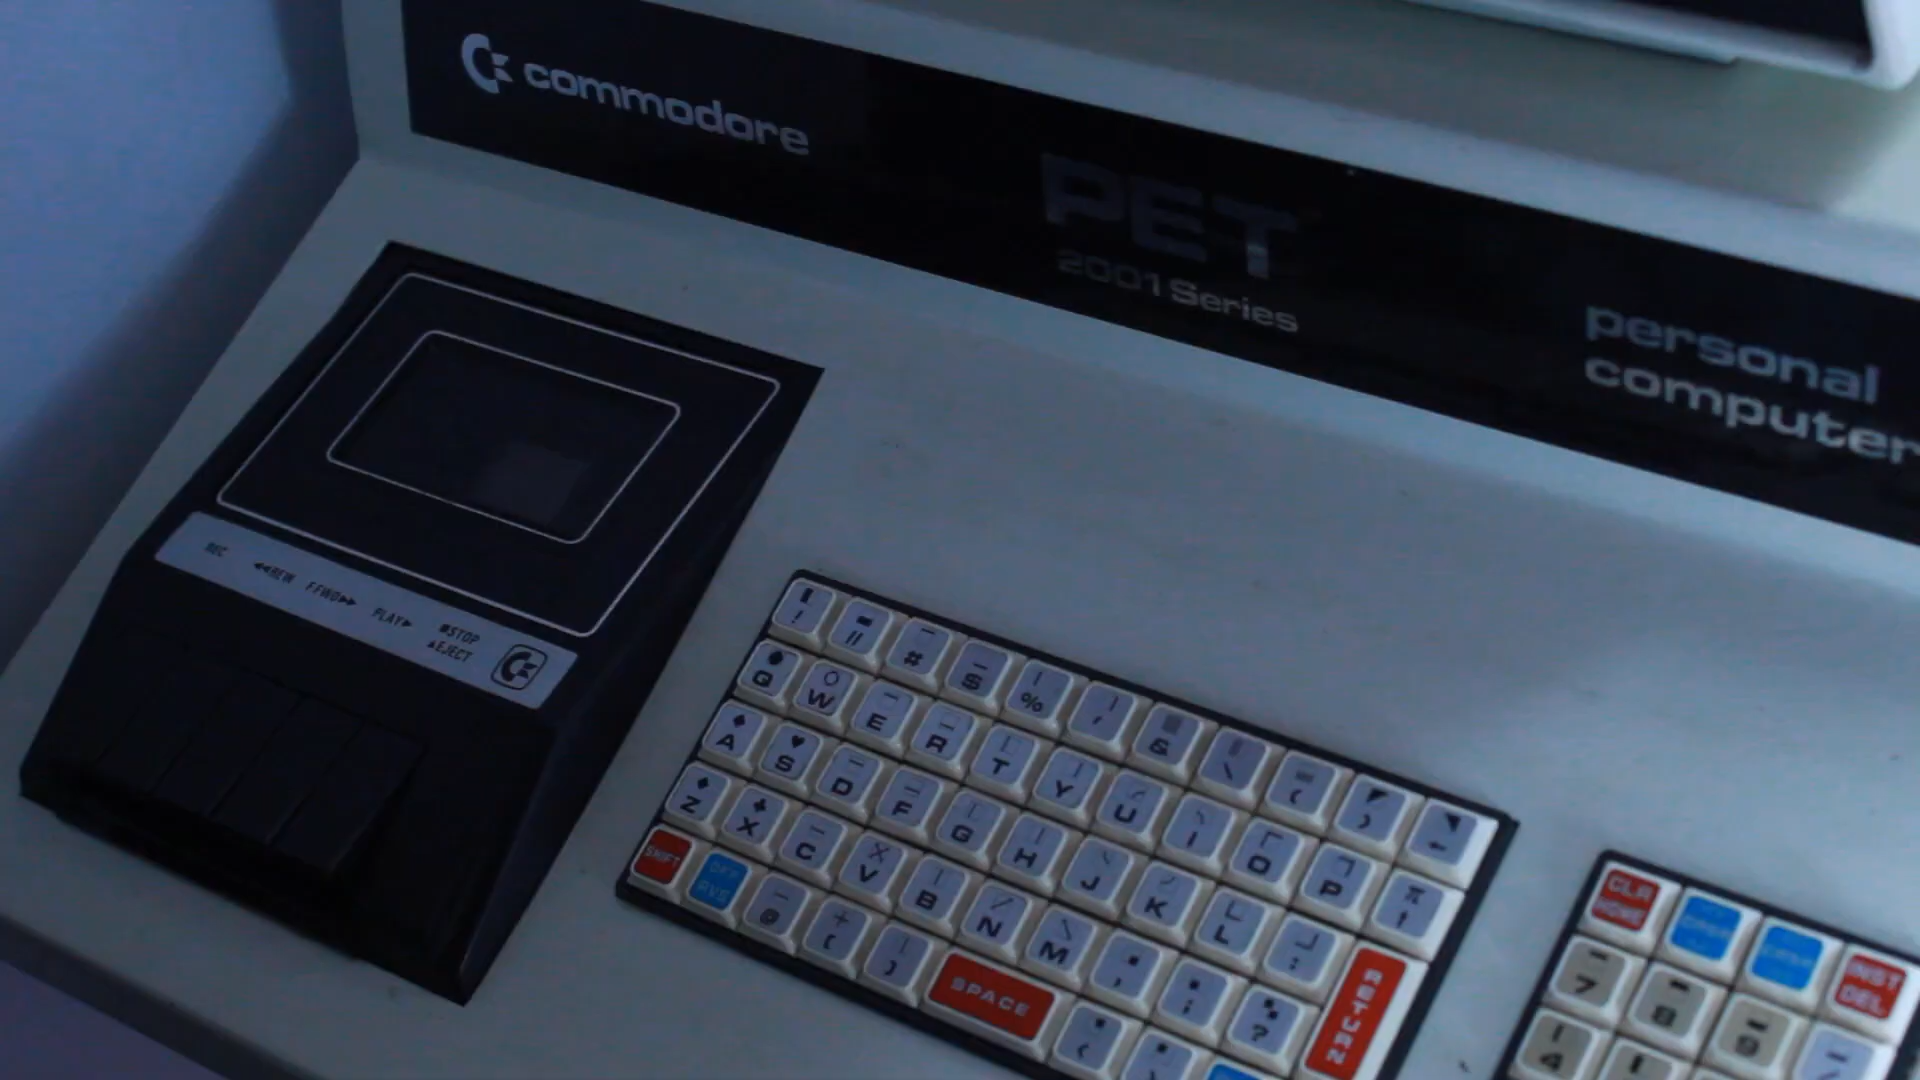 commodore
PET
2001 Series
personal
computer
REC ◄◄REW F.FWD►► PLAY► ■STOP
▲EJECT
! " # $ % ' & \ ( ) ←
Q W E R T Y U I O P ↑
A S D F G H J K L :
Z X C V B N M , ; ? RETURN
SHIFT OFF RVS @ [ ] SPACE <
CLR HOME INST DEL
7 8 9
4